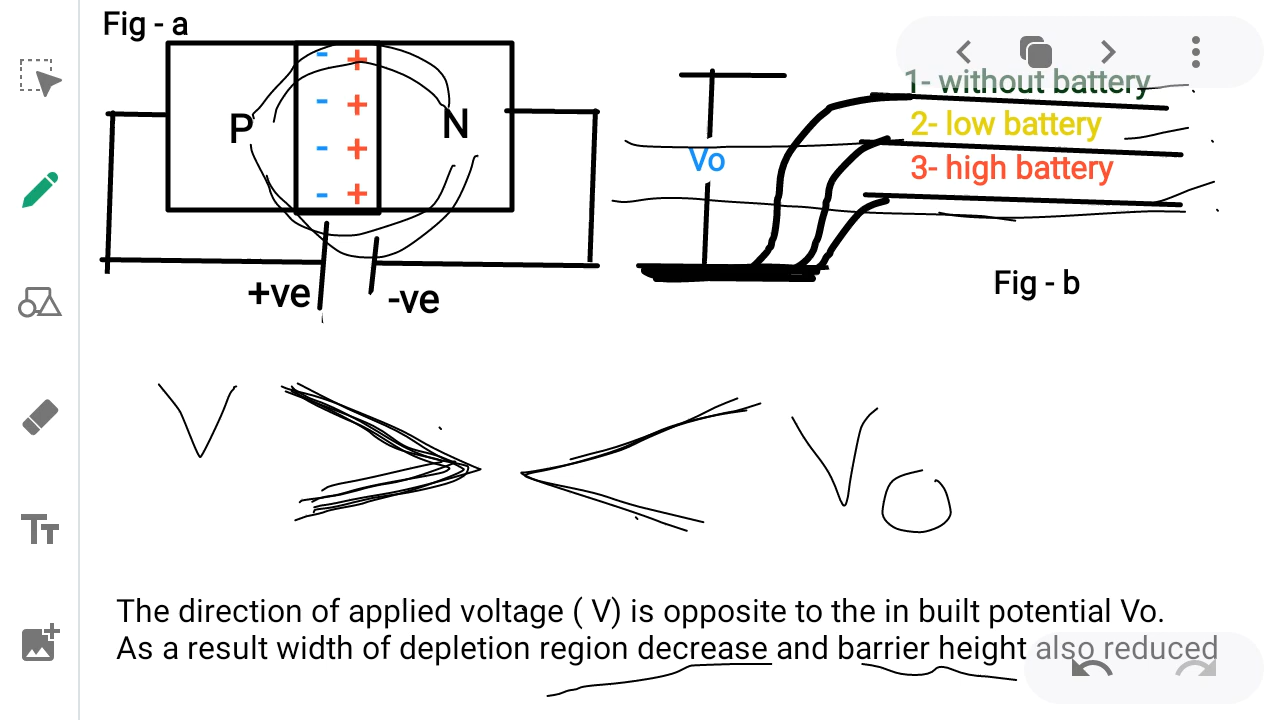 Fig - a
- +
- +
- +
- +
P
N
+ve
-ve
1- without battery
2- low battery
3- high battery
Vo
Fig - b
V > < Vo
The direction of applied voltage ( V) is opposite to the in built potential Vo.
As a result width of depletion region decrease and barrier height also reduced
Tт